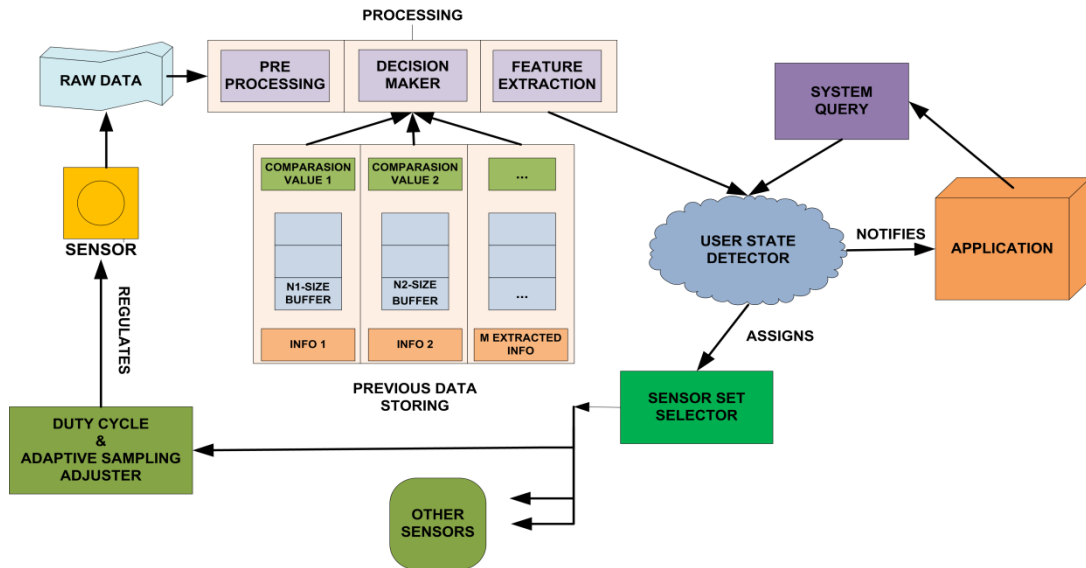 PROCESSING
RAW DATA
PRE
PROCESSING
DECISION
MAKER
FEATURE
EXTRACTION
SYSTEM
QUERY
COMPARASION
VALUE 1
COMPARASION
VALUE 2
...
SENSOR
N1-SIZE
BUFFER
N2-SIZE
BUFFER
...
USER STATE
DETECTOR
NOTIFIES
APPLICATION
REGULATES
INFO 1
INFO 2
M EXTRACTED
INFO
ASSIGNS
PREVIOUS DATA
STORING
SENSOR SET
SELECTOR
DUTY CYCLE
&
ADAPTIVE SAMPLING
ADJUSTER
OTHER
SENSORS